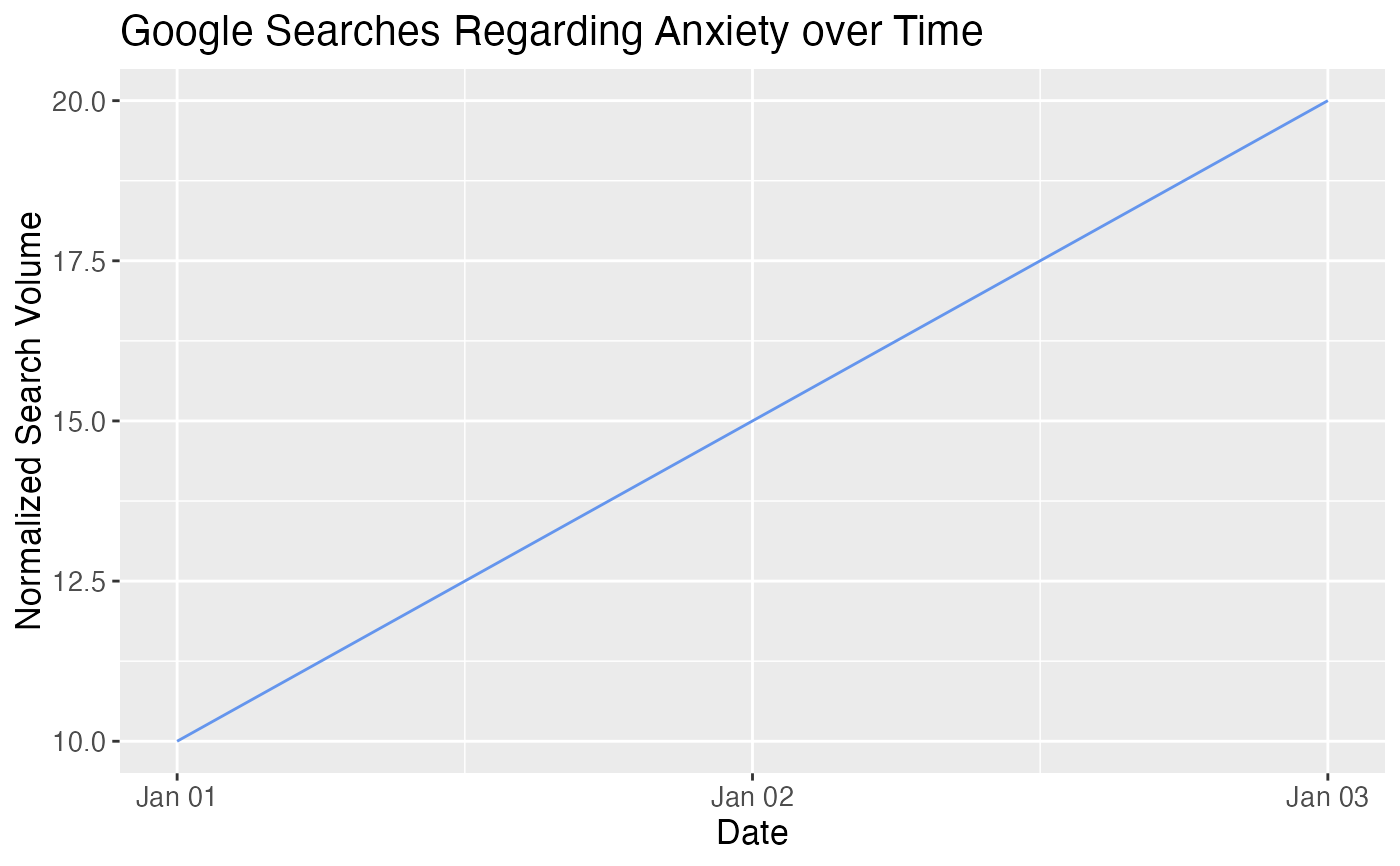 Google Searches Regarding Anxiety over Time
Normalized Search Volume
20.0
17.5
15.0
12.5
10.0
Jan 01
Jan 02
Jan 03
Date